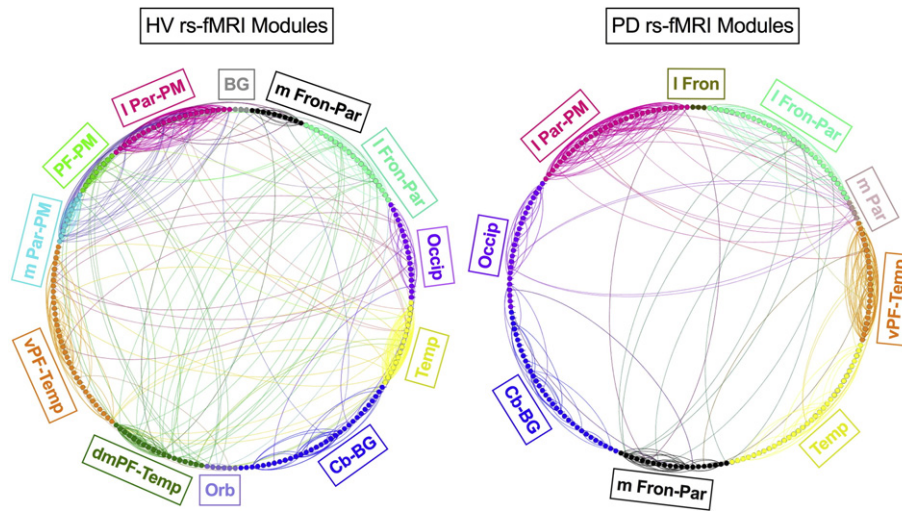 HV rs-fMRI Modules
PD rs-fMRI Modules
BG
m Fron-Par
l Fron-Par
Occip
Temp
Cb-BG
Orb
dmPF-Temp
vPF-Temp
m Par-PM
PF-PM
l Par-PM
l Fron
l Fron-Par
m Par
vPF-Temp
Temp
m Fron-Par
Cb-BG
Occip
l Par-PM